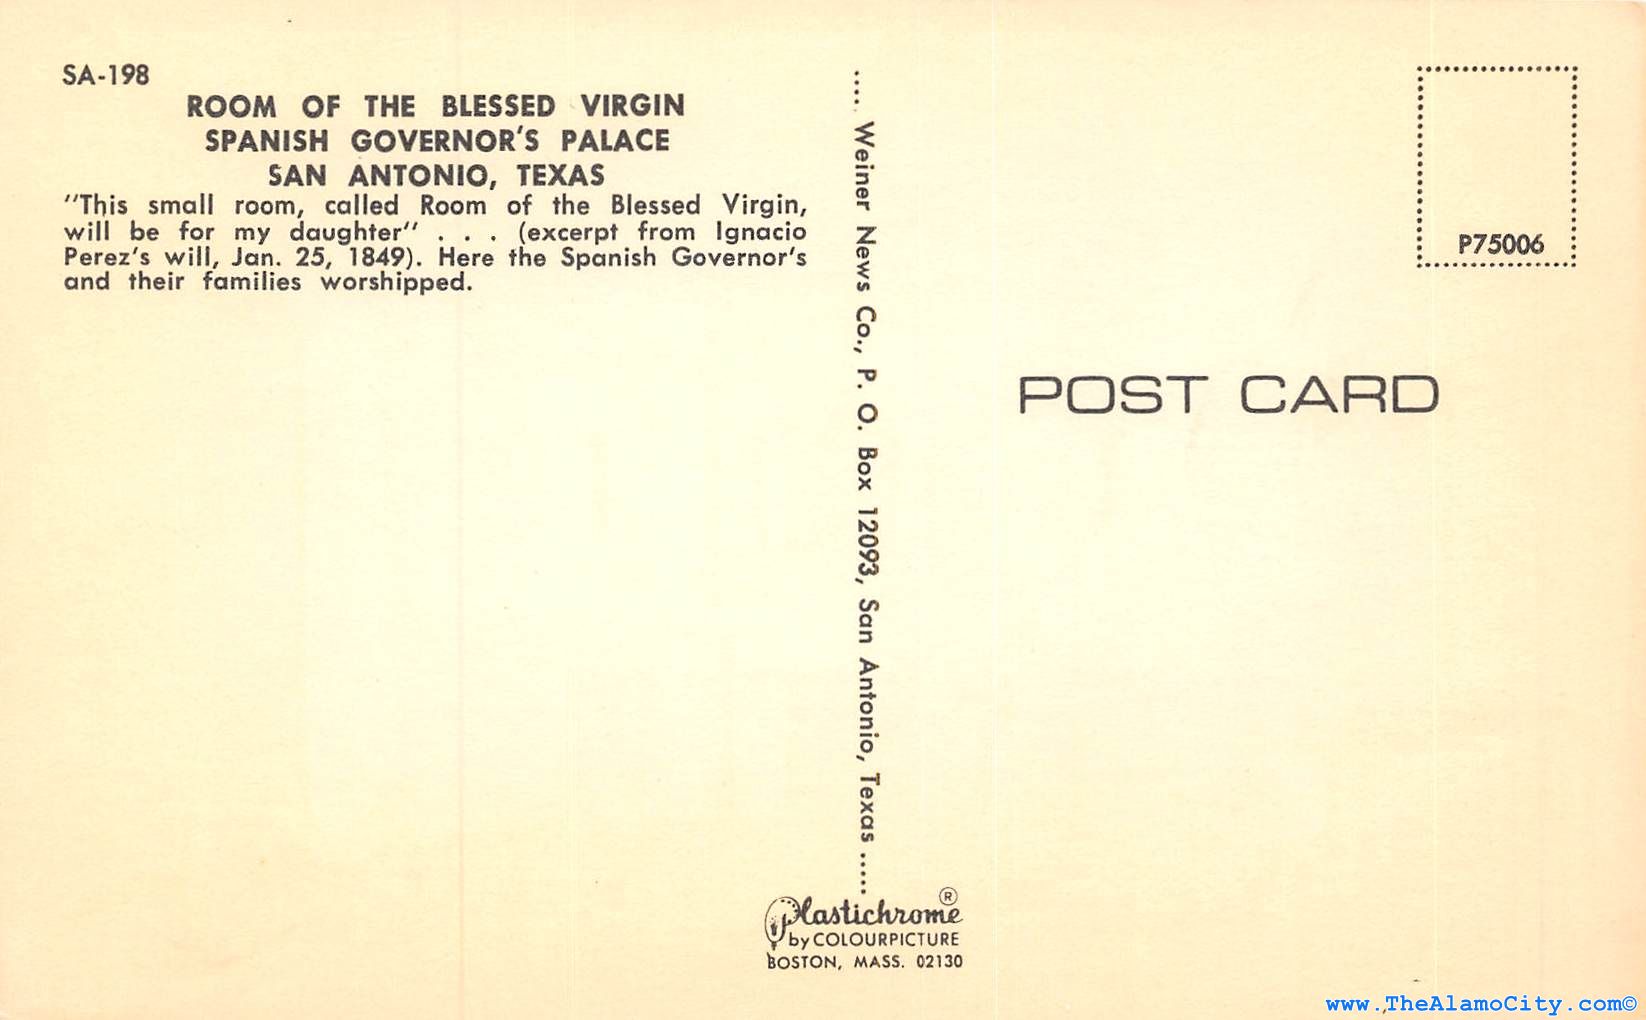 SA-198
ROOM OF THE BLESSED VIRGIN
SPANISH GOVERNOR'S PALACE
SAN ANTONIO, TEXAS
"This small room, called Room of the Blessed Virgin,
will be for my daughter" . . . (excerpt from Ignacio
Perez's will, Jan. 25, 1849). Here the Spanish Governor's
and their families worshipped.
..... Weiner News Co., P. O. Box 12093, San Antonio, Texas ......
Plastichrome ®
by COLOURPICTURE
BOSTON, MASS. 02130
P75006
POST CARD
www.TheAlamoCity.com©